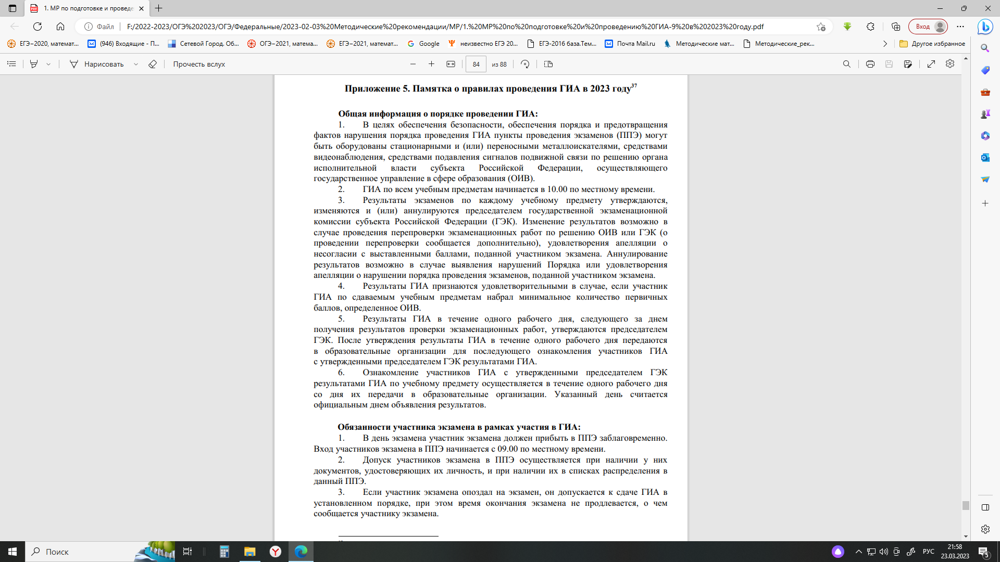 1. МР по подготовке и проведе
Файл
F:/2022-2023/ОГЭ%202023/ОГЭ/Федеральные/2023-02-03%20Методические%20рекомендации/МР/1.%20МР%20по%20подготовке%20и%20проведению%20ГИА-9%20в%202023%20году.pdf
Вход
ЕГЭ–2020, математ...
(946) Входящие - П...
Сетевой Город. Об...
ОГЭ–2021, матема...
ЕГЭ–2021, математ...
Google
неизвестно ЕГЭ 20...
ЕГЭ-2016 база.Тем...
Почта Mail.ru
Методические мат...
Методические_рек...
Другое избранное
Нарисовать
Прочесть вслух
84
из 88
Приложение 5. Памятка о правилах проведения ГИА в 2023 году37
Общая информация о порядке проведении ГИА:
1. В целях обеспечения безопасности, обеспечения порядка и предотвращения
фактов нарушения порядка проведения ГИА пункты проведения экзаменов (ППЭ) могут
быть оборудованы стационарными и (или) переносными металлоискателями, средствами
видеонаблюдения, средствами подавления сигналов подвижной связи по решению органа
исполнительной власти субъекта Российской Федерации, осуществляющего
государственное управление в сфере образования (ОИВ).
2. ГИА по всем учебным предметам начинается в 10.00 по местному времени.
3. Результаты экзаменов по каждому учебному предмету утверждаются,
изменяются и (или) аннулируются председателем государственной экзаменационной
комиссии субъекта Российской Федерации (ГЭК). Изменение результатов возможно в
случае проведения перепроверки экзаменационных работ по решению ОИВ или ГЭК (о
проведении перепроверки сообщается дополнительно), удовлетворения апелляции о
несогласии с выставленными баллами, поданной участником экзамена. Аннулирование
результатов возможно в случае выявления нарушений Порядка или удовлетворения
апелляции о нарушении порядка проведения экзаменов, поданной участником экзамена.
4. Результаты ГИА признаются удовлетворительными в случае, если участник
ГИА по сдаваемым учебным предметам набрал минимальное количество первичных
баллов, определенное ОИВ.
5. Результаты ГИА в течение одного рабочего дня, следующего за днем
получения результатов проверки экзаменационных работ, утверждаются председателем
ГЭК. После утверждения результаты ГИА в течение одного рабочего дня передаются
в образовательные организации для последующего ознакомления участников ГИА
с утвержденными председателем ГЭК результатами ГИА.
6. Ознакомление участников ГИА с утвержденными председателем ГЭК
результатами ГИА по учебному предмету осуществляется в течение одного рабочего дня
со дня их передачи в образовательные организации. Указанный день считается
официальным днем объявления результатов.
Обязанности участника экзамена в рамках участия в ГИА:
1. В день экзамена участник экзамена должен прибыть в ППЭ заблаговременно.
Вход участников экзамена в ППЭ начинается с 09.00 по местному времени.
2. Допуск участников экзамена в ППЭ осуществляется при наличии у них
документов, удостоверяющих их личность, и при наличии их в списках распределения в
данный ППЭ.
3. Если участник экзамена опоздал на экзамен, он допускается к сдаче ГИА в
установленном порядке, при этом время окончания экзамена не продлевается, о чем
сообщается участнику экзамена.
Поиск
РУС
21:58
23.03.2023
5